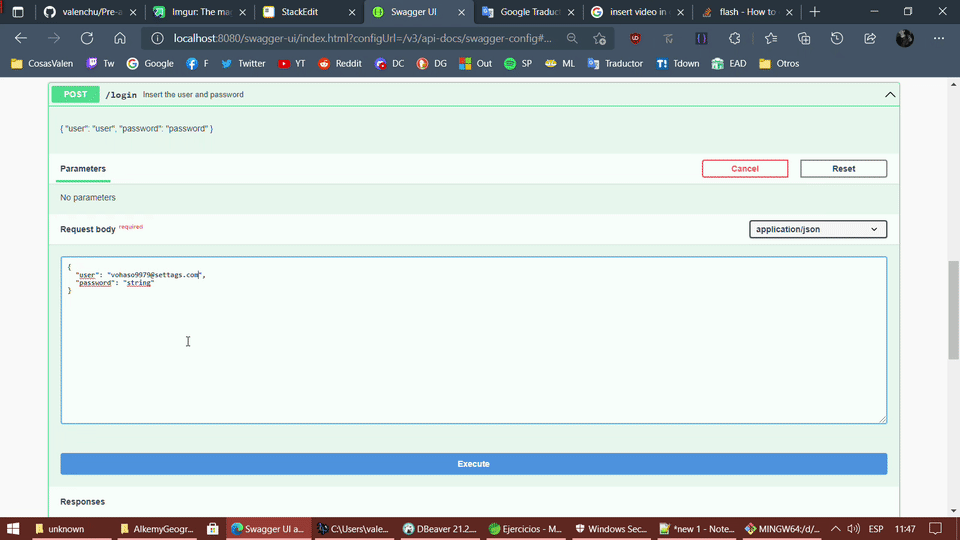 valenchu/Pre-a
Imgur: The ma
StackEdit
Swagger UI
Google Traduct
insert video in
flash - How to
localhost:8080/swagger-ui/index.html?configUrl=/v3/api-docs/swagger-config#...
CosasValen
Tw
Google
F
Twitter
YT
Reddit
DC
DG
Out
SP
ML
Traductor
Tdown
EAD
Otros
POST /login Insert the user and password
{ "user": "user", "password": "password" }
Parameters
Cancel
Reset
No parameters
Request body required
application/json
{
"user": "vohaso9979@settags.com",
"password": "string"
}
Execute
Responses
unknown
AlkemyGeogr...
Swagger UI a...
C:\Users\vale...
DBeaver 21.2...
Ejercicios - M...
Windows Sec...
*new 1 - Note...
MINGW64:/d/...
ESP
11:47